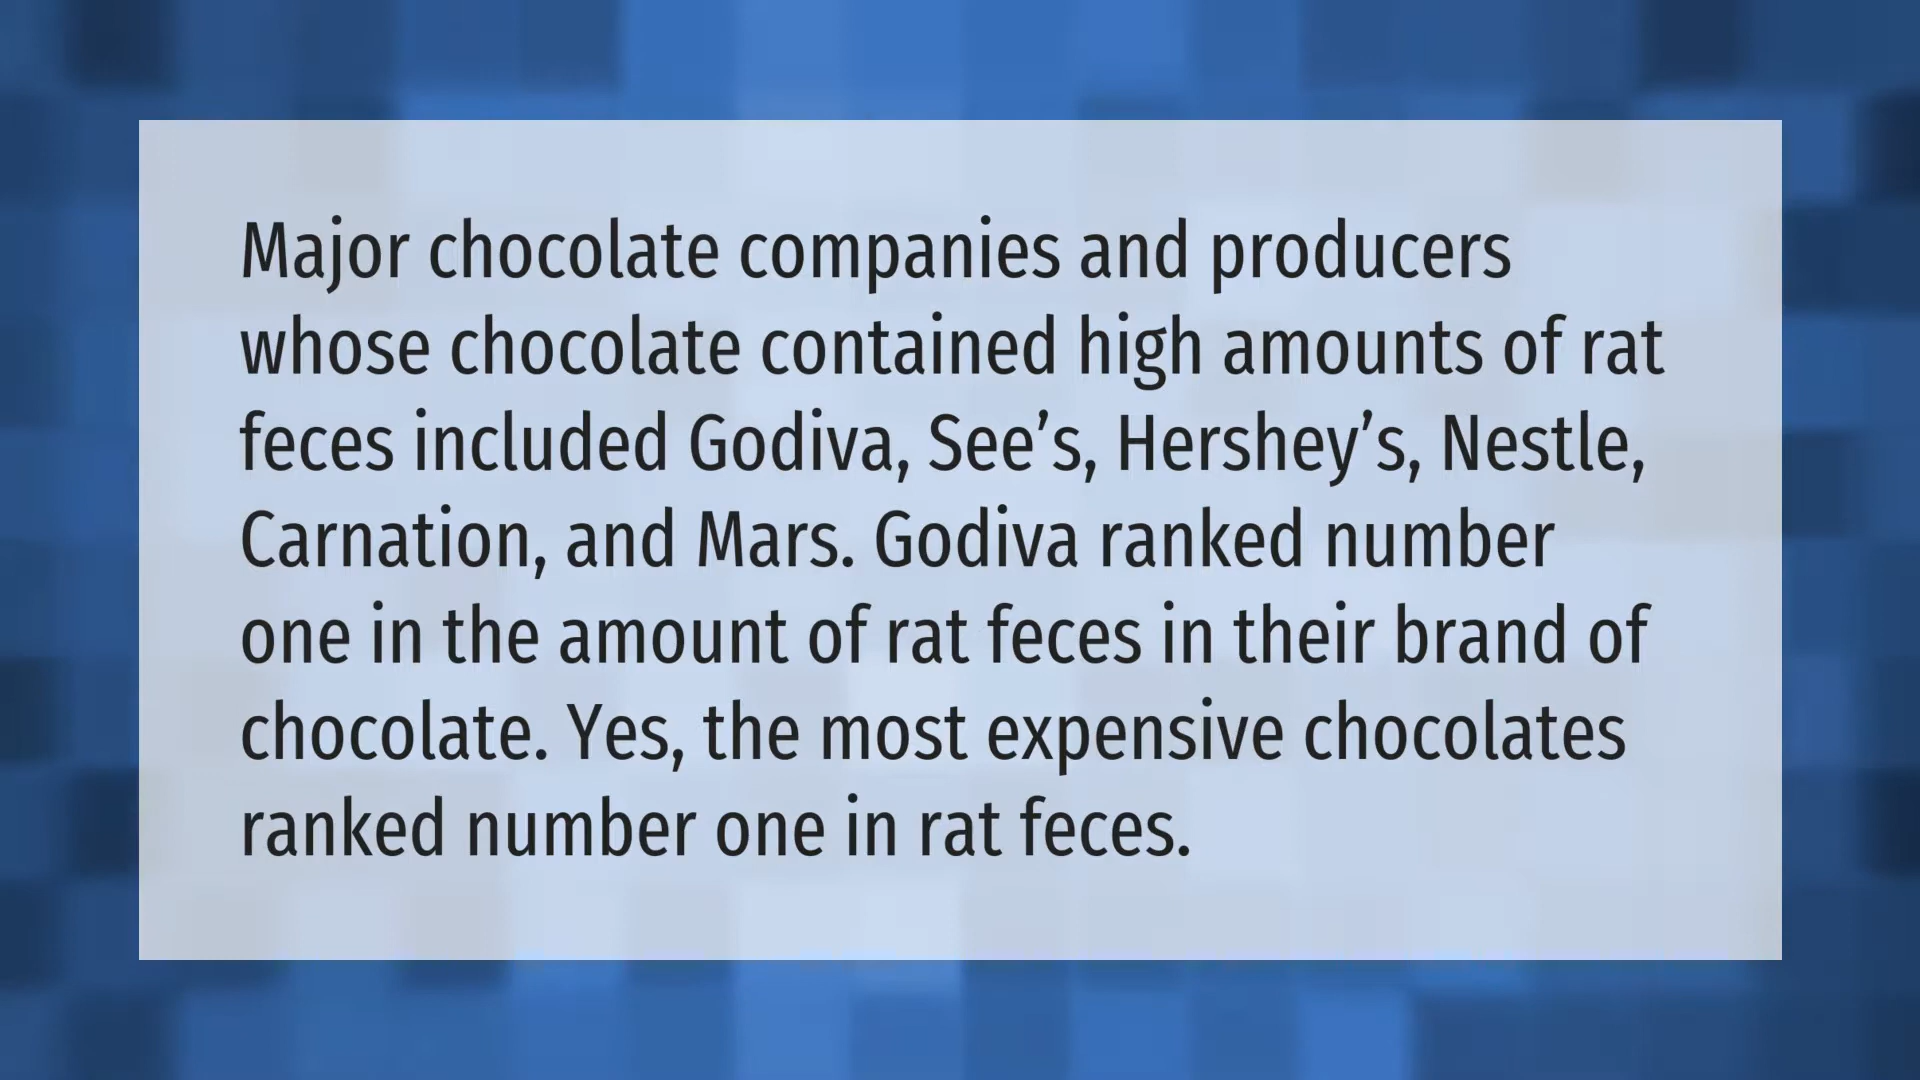 Major chocolate companies and producers
whose chocolate contained high amounts of rat
feces included Godiva, See’s, Hershey’s, Nestle,
Carnation, and Mars. Godiva ranked number
one in the amount of rat feces in their brand of
chocolate. Yes, the most expensive chocolates
ranked number one in rat feces.